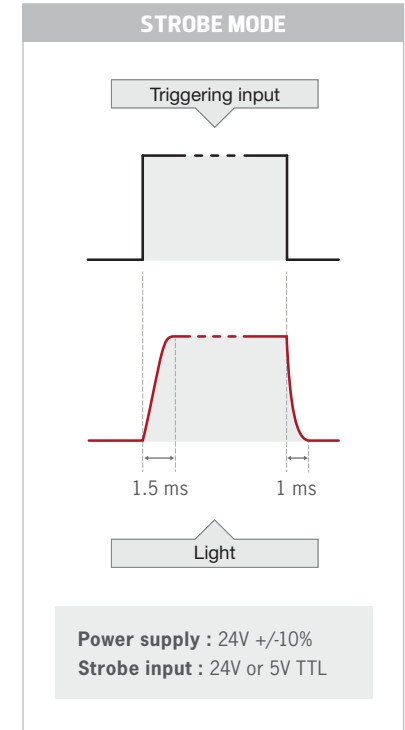 STROBE MODE
Triggering input
1.5 ms
1 ms
Light
Power supply : 24V +/-10%
Strobe input : 24V or 5V TTL